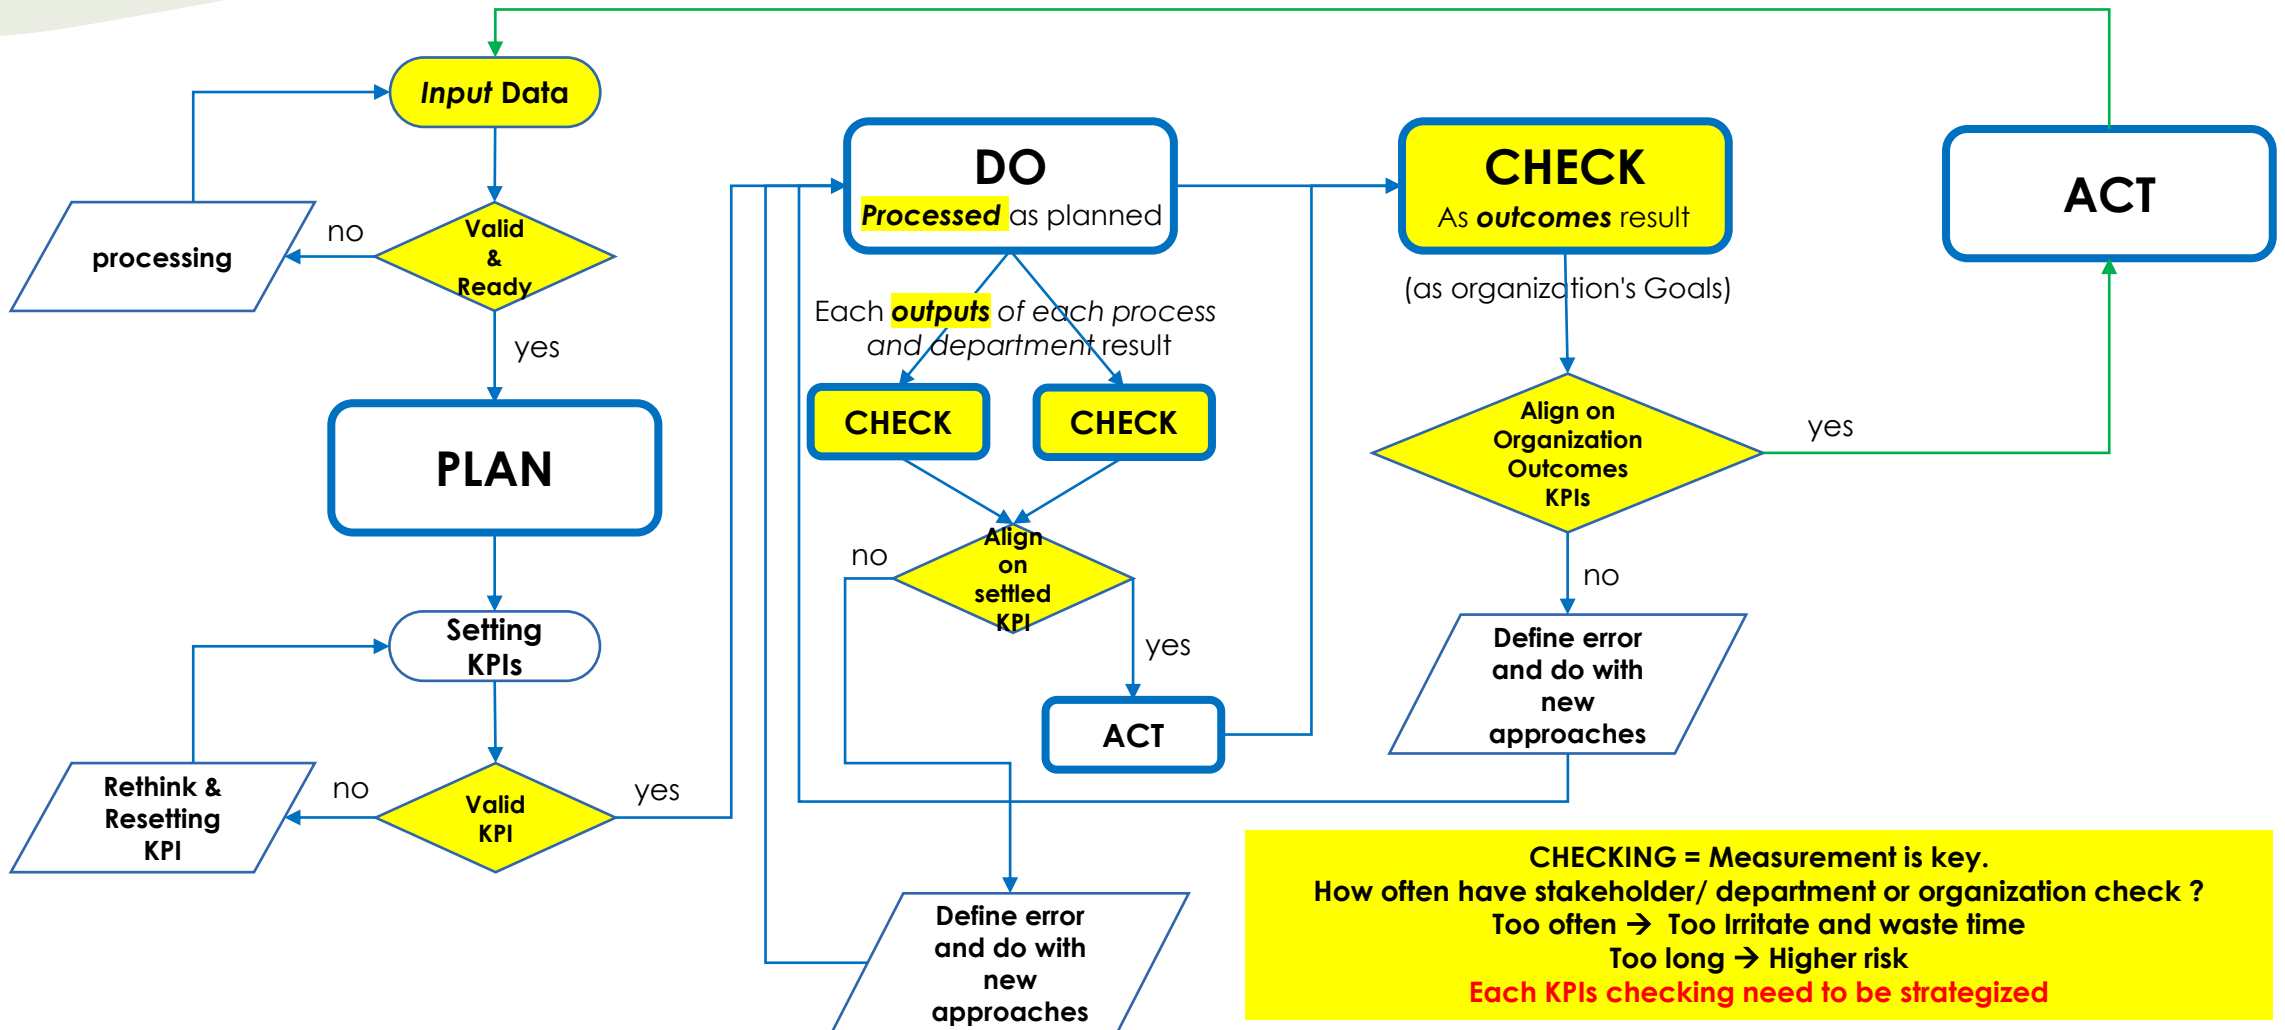 Input Data
Valid
&
Ready
no
processing
yes
PLAN
Setting
KPIs
Valid
KPI
no
Rethink &
Resetting
KPI
yes
DO
Processed as planned
Each outputs of each process
and department result
CHECK
CHECK
Align
on
settled
KPI
no
yes
ACT
Define error
and do with
new
approaches
CHECK
As outcomes result
(as organization's Goals)
Align on
Organization
Outcomes
KPIs
yes
no
Define error
and do with
new
approaches
ACT
CHECKING = Measurement is key.
How often have stakeholder/ department or organization check ?
Too often → Too Irritate and waste time
Too long → Higher risk
Each KPIs checking need to be strategized